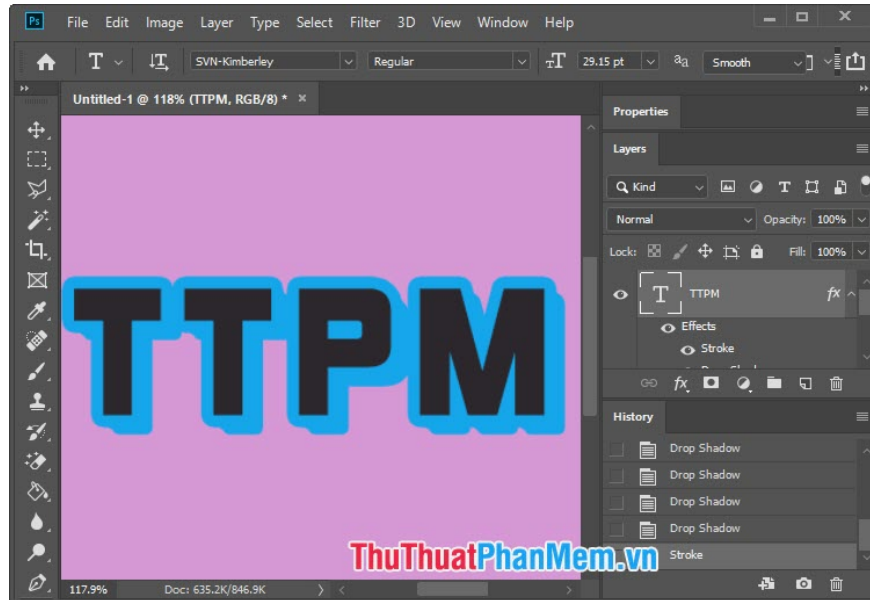 Ps File Edit Image Layer Type Select Filter 3D View Window Help
T SVN-Kimberley Regular 29.15 pt Smooth
Untitled-1 @ 118% (TTPM, RGB/8) *
Properties
Layers
Kind
Normal Opacity: 100%
Lock: Fill: 100%
T TTPM fx
Effects
Stroke
TTPM
fx
History
Drop Shadow
Drop Shadow
Drop Shadow
Drop Shadow
Stroke
ThuThuatPhanMem.vn
117.9% Doc: 635.2K/846.9K